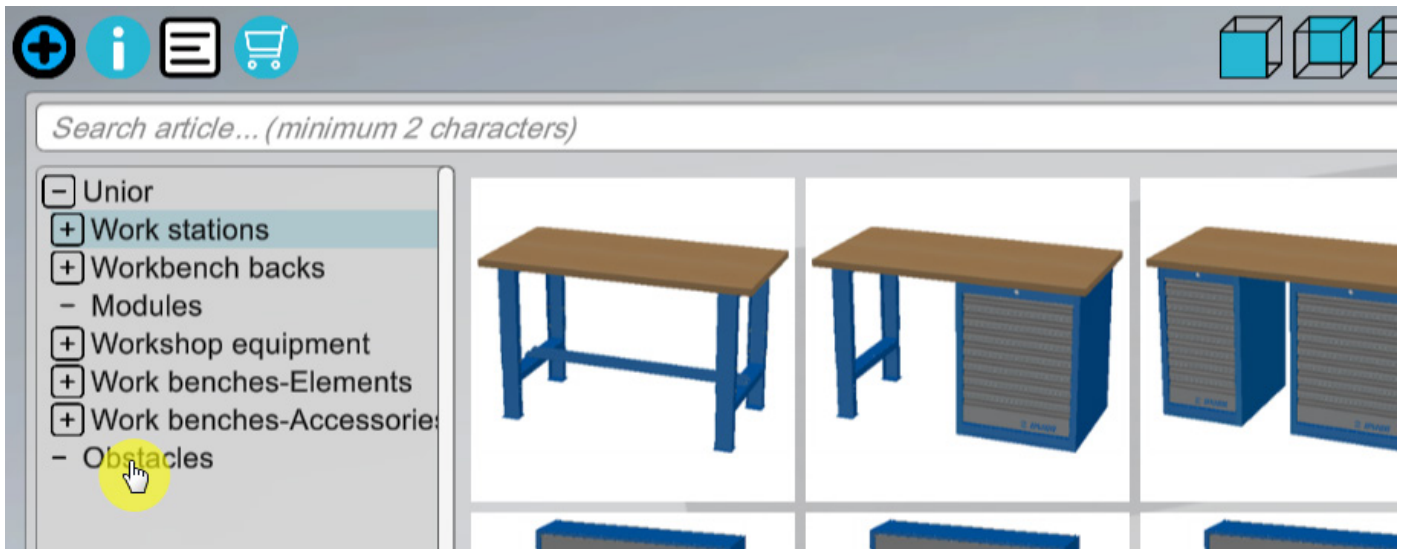 Search article... (minimum 2 characters)
Unior
Work stations
Workbench backs
Modules
Workshop equipment
Work benches-Elements
Work benches-Accessories
Obstacles